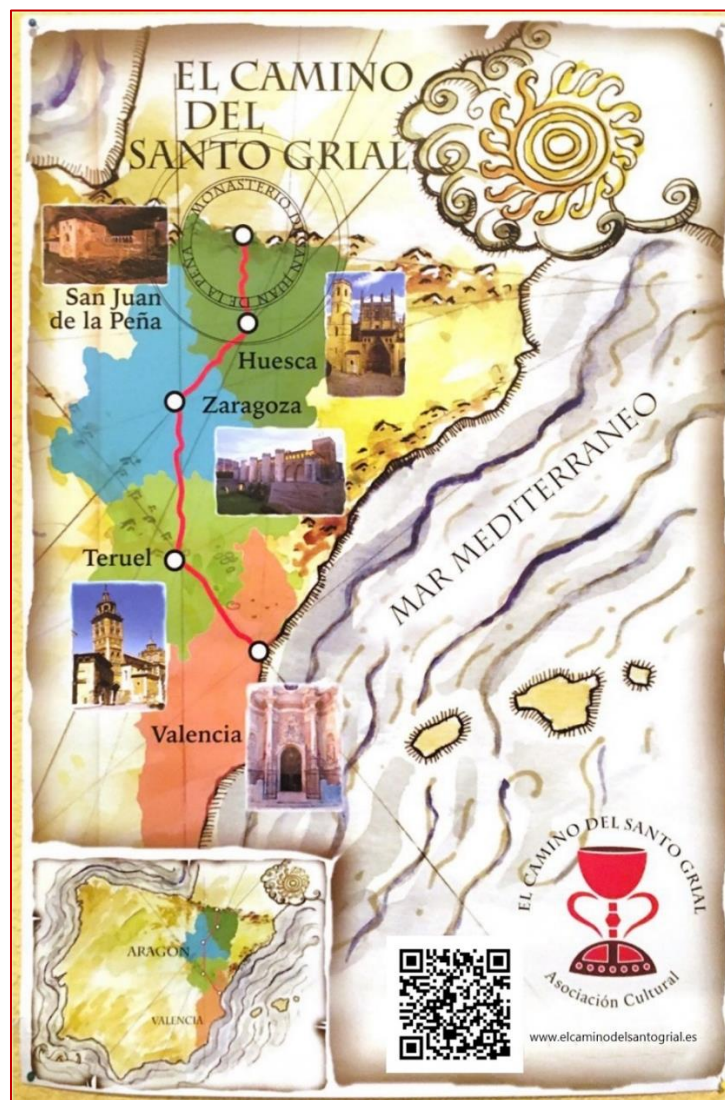 EL CAMINO
DEL
SANTO GRIAL
MONASTERIO DE SAN JUAN DE LA PEÑA
San Juan
de la Peña
Huesca
Zaragoza
Teruel
Valencia
MAR MEDITERRANEO
ARAGON
VALENCIA
EL CAMINO DEL SANTO GRIAL
Asociación Cultural
www.elcaminodelsantogrial.es